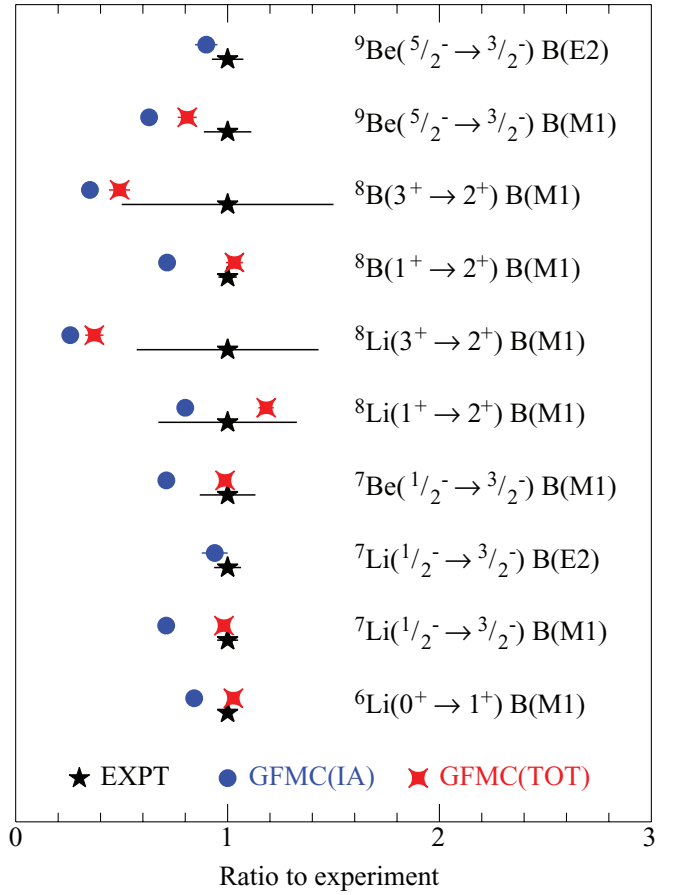 ⁹Be(⁵/₂⁻ → ³/₂⁻) B(E2)
⁹Be(⁵/₂⁻ → ³/₂⁻) B(M1)
⁸B(3⁺ → 2⁺) B(M1)
⁸B(1⁺ → 2⁺) B(M1)
⁸Li(3⁺ → 2⁺) B(M1)
⁸Li(1⁺ → 2⁺) B(M1)
⁷Be(¹/₂⁻ → ³/₂⁻) B(M1)
⁷Li(¹/₂⁻ → ³/₂⁻) B(E2)
⁷Li(¹/₂⁻ → ³/₂⁻) B(M1)
⁶Li(0⁺ → 1⁺) B(M1)
EXPT GFMC(IA) GFMC(TOT)
0 1 2 3
Ratio to experiment